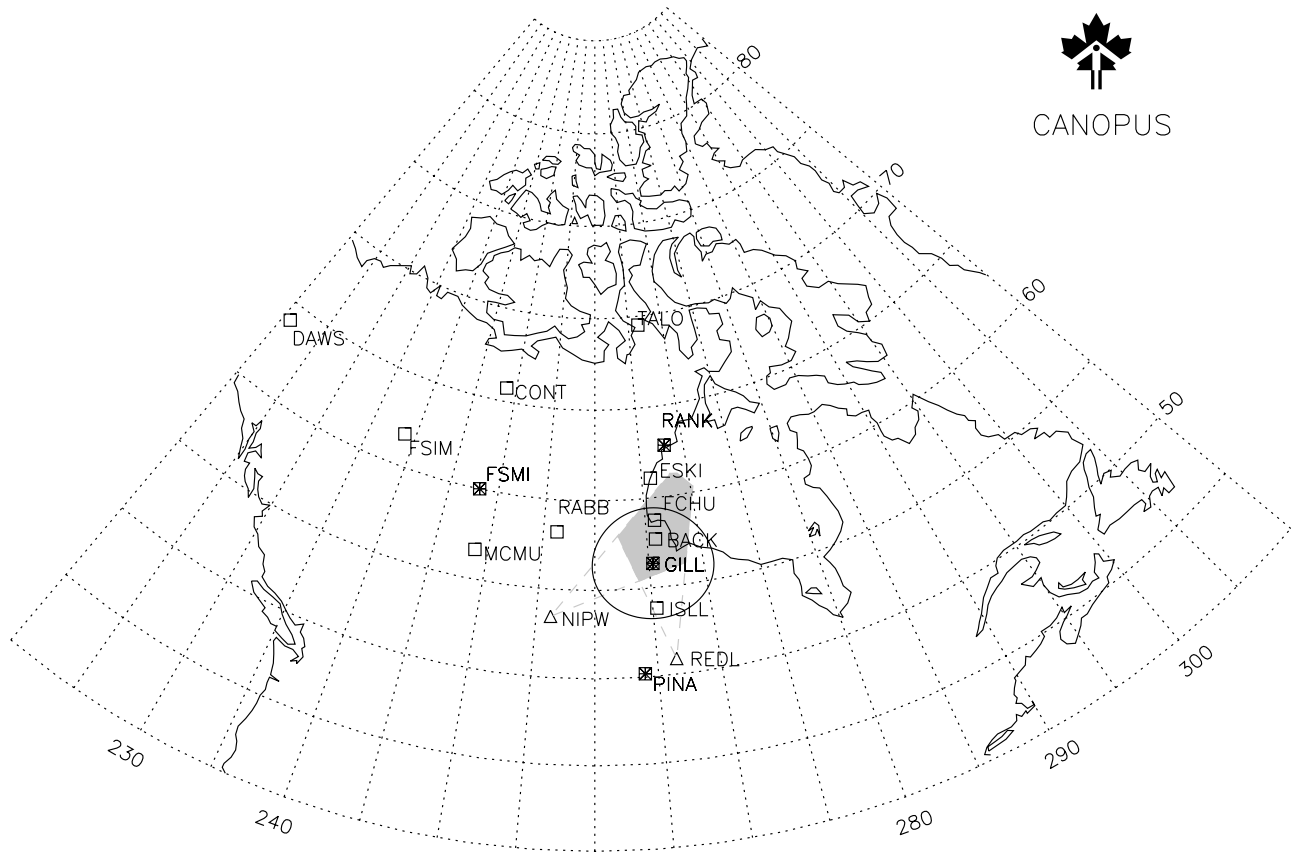 80
CANOPUS
70
60
TALO
DAWS
CONT
50
RANK
FSIM
FSMI
ESKI
RABB
FCHU
BACK
MCMU
GILL
ISLL
NIPW
REDL
300
PINA
230
290
240
280